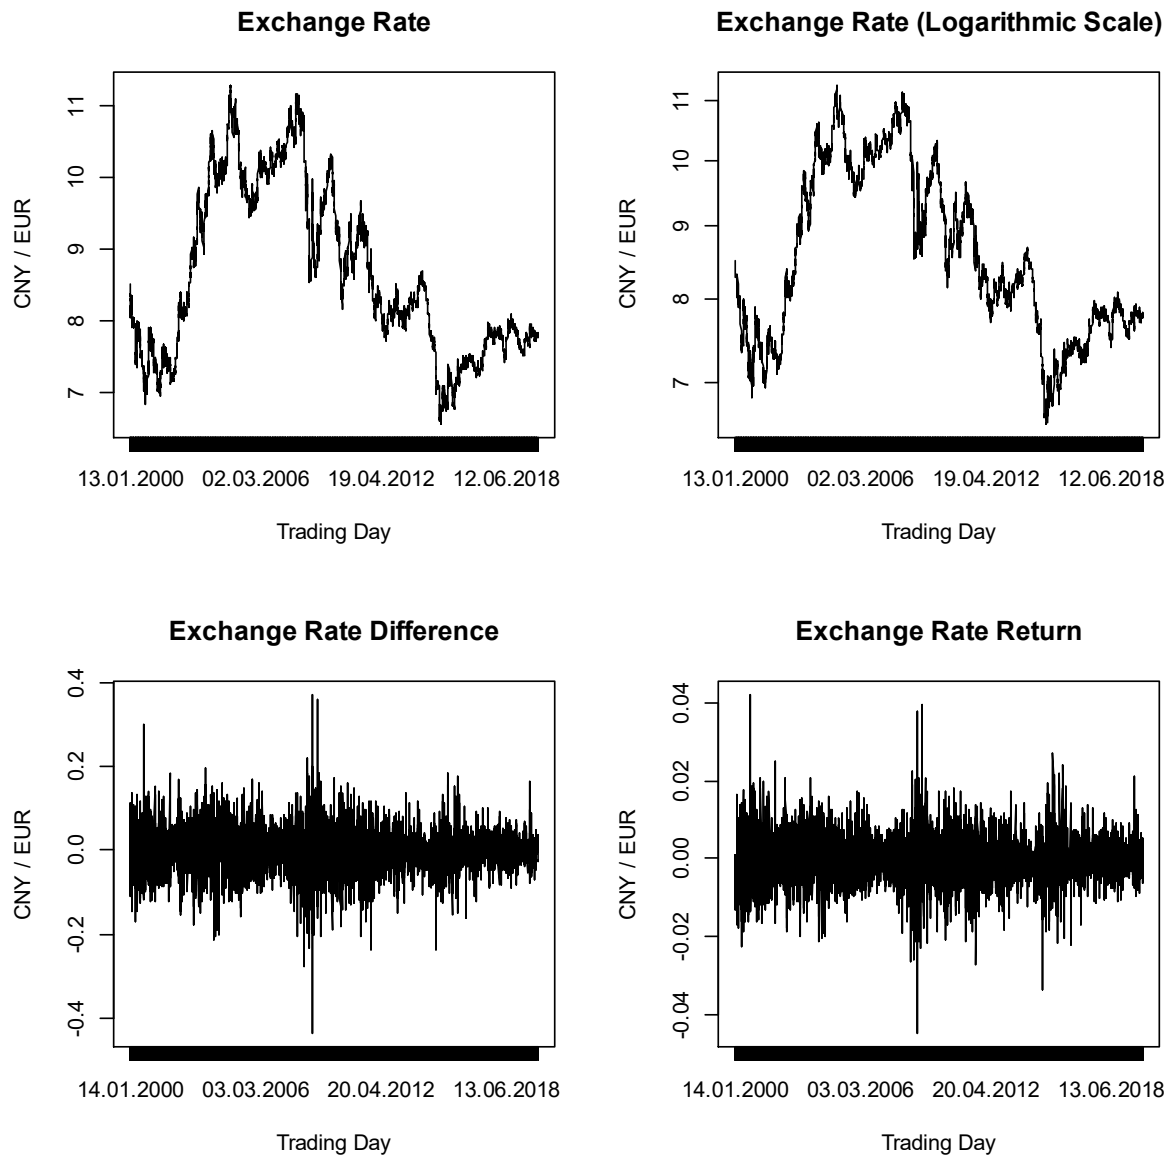 Exchange Rate
CNY / EUR
11
10
9
8
7
13.01.2000 02.03.2006 19.04.2012 12.06.2018
Trading Day
Exchange Rate (Logarithmic Scale)
CNY / EUR
11
10
9
8
7
13.01.2000 02.03.2006 19.04.2012 12.06.2018
Trading Day
Exchange Rate Difference
CNY / EUR
0.4
0.2
0.0
-0.2
-0.4
14.01.2000 03.03.2006 20.04.2012 13.06.2018
Trading Day
Exchange Rate Return
CNY / EUR
0.04
0.02
0.00
-0.02
-0.04
14.01.2000 03.03.2006 20.04.2012 13.06.2018
Trading Day